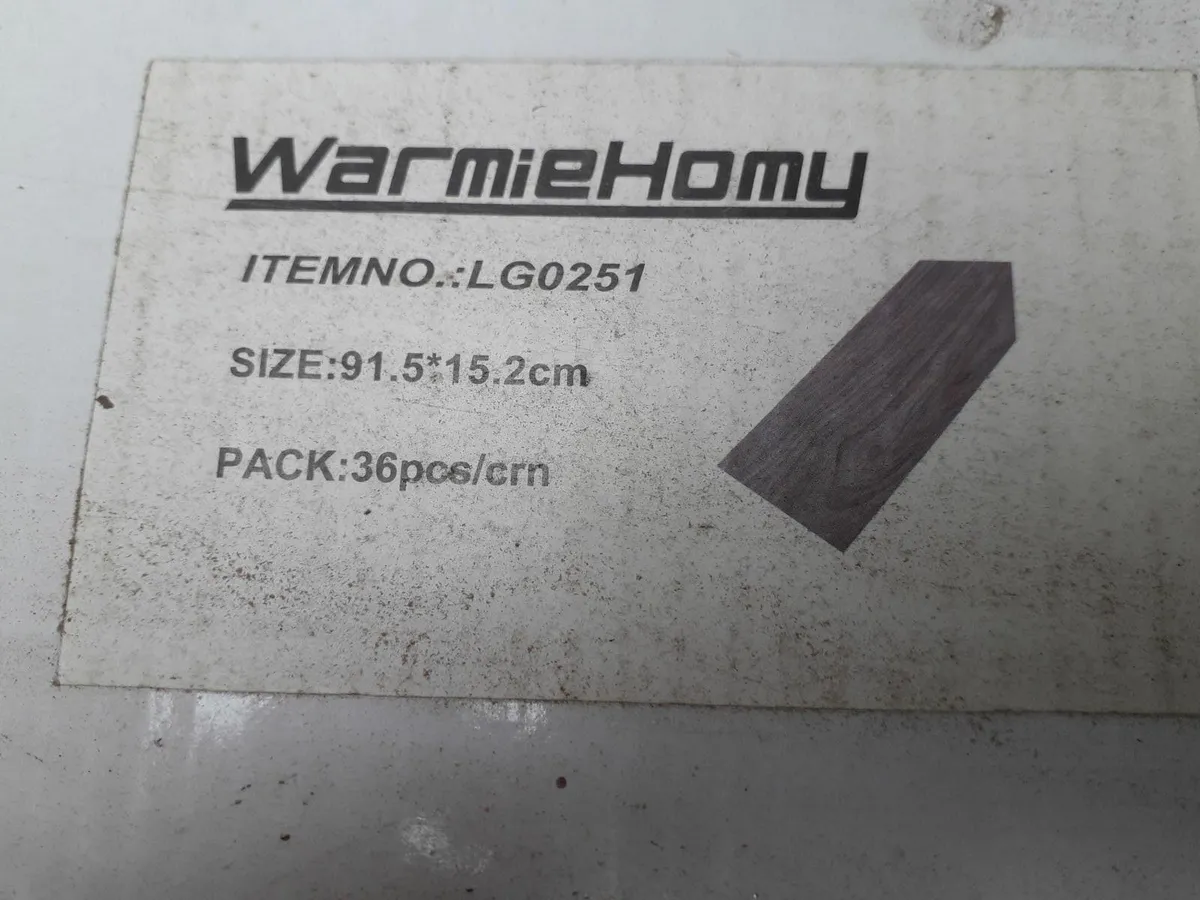 WarmieHomy
ITEMNO.:LG0251
SIZE:91.5*15.2cm
PACK:36pcs/crn